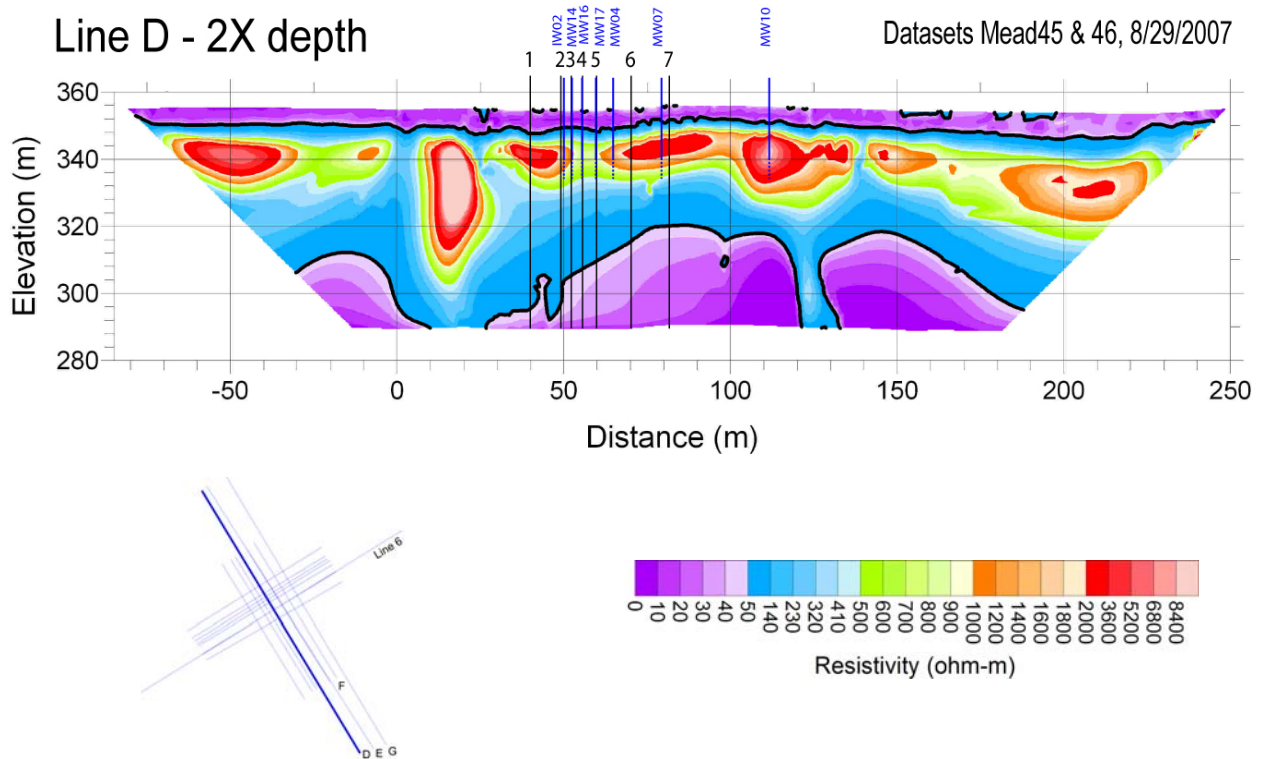 Line D - 2X depth
Datasets Mead45 & 46, 8/29/2007
IW02 MW14 MW16 MW17 MW04 MW07 MW10
1 2 3 4 5 6 7
Elevation (m)
360
340
320
300
280
-50 0 50 100 150 200 250
Distance (m)
Line 6
F
D E G
0 10 20 30 40 50 140 230 320 410 500 600 700 800 900 1000 1200 1400 1600 1800 2000 3600 5200 6800 8400
Resistivity (ohm-m)